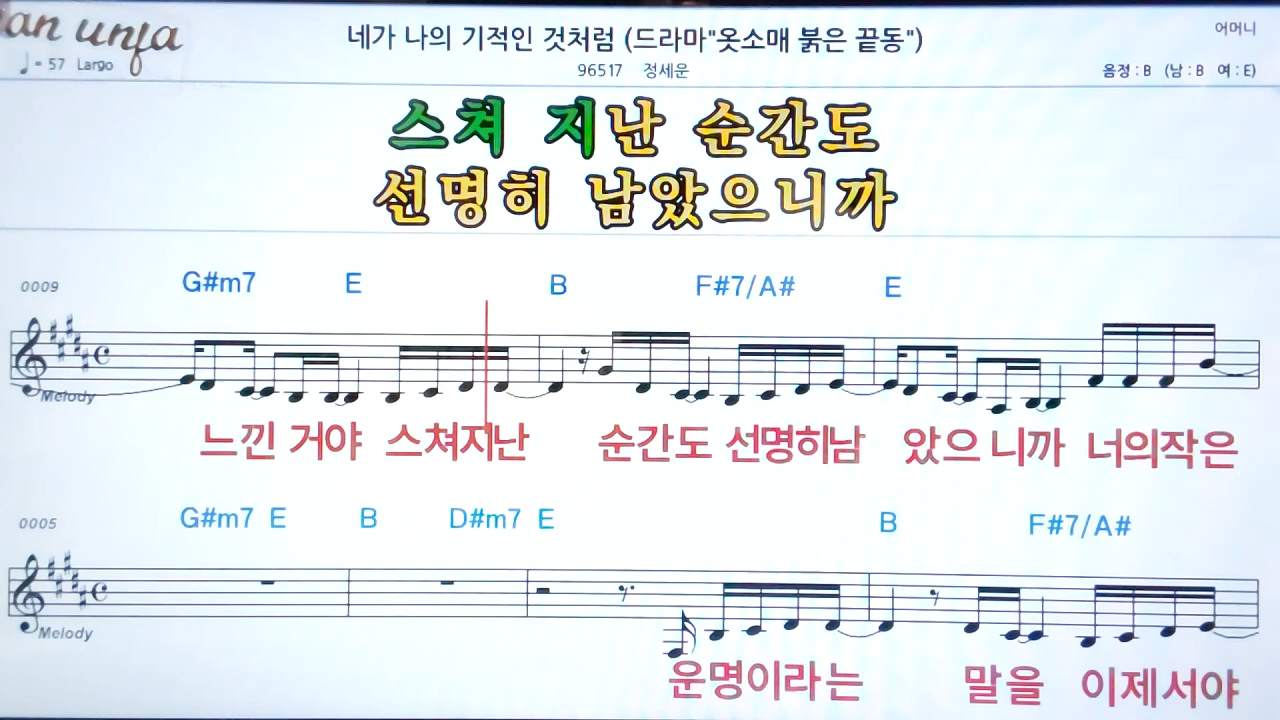 an unfa
네가 나의 기적인 것처럼 (드라마"옷소매 붉은 끝동")
어머니
♩= 57 Largo
96517 정세운
음정 : B (남 : B 여 : E)
스쳐 지난 순간도
선명히 남았으니까
0009 G#m7 E B F#7/A# E
Melody
느낀 거야 스쳐지난 순간도 선명히남 았으 니까 너의작은
0005 G#m7 E B D#m7 E B F#7/A#
Melody
운명이라는 말을 이제서야